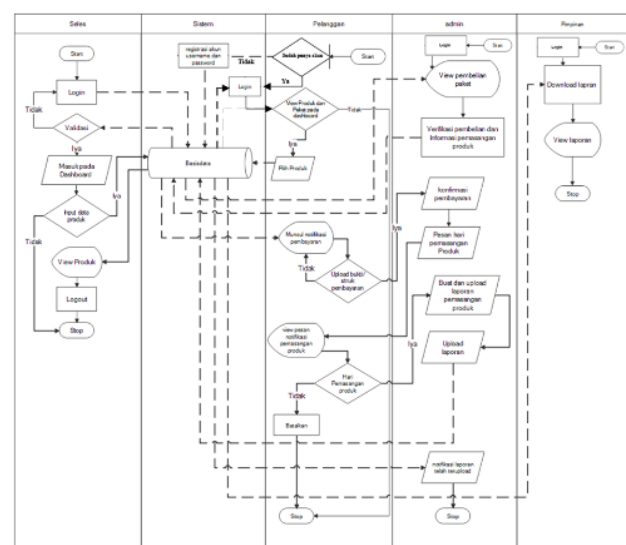 Sales
Sistem
Pelanggan
admin
Pimpinan
Start
Login
Tidak
Validasi
Iya
Masuk pada
Dashboard
Input data
produk
Iya
Tidak
View Produk
Logout
Stop
registrasi akun
username dan
password
Tidak
Login
Basisdata
Sudah punya akun
Start
Ya
View Produk dan
Paket pada
dashboard
Tidak
Iya
Pilih Produk
Muncul notifikasi
pembayaran
Tidak
Upload bukti/
struk
pembayaran
Iya
view pesan
notifikasi
pemasangan
produk
Hari
Pemasangan
produk
Iya
Tidak
Batalkan
Stop
Login
Start
View pembelian
paket
Verifikasi pembelian dan
Informasi pemasangan
produk
konfirmasi
pembayaran
Pesan hari
pemasangan
Produk
Buat dan upload
laporan
pemasangan
produk
Upload
laporan
notifikasi laporan
telah terupload
Stop
Login
Start
Download lapran
View laporan
Stop